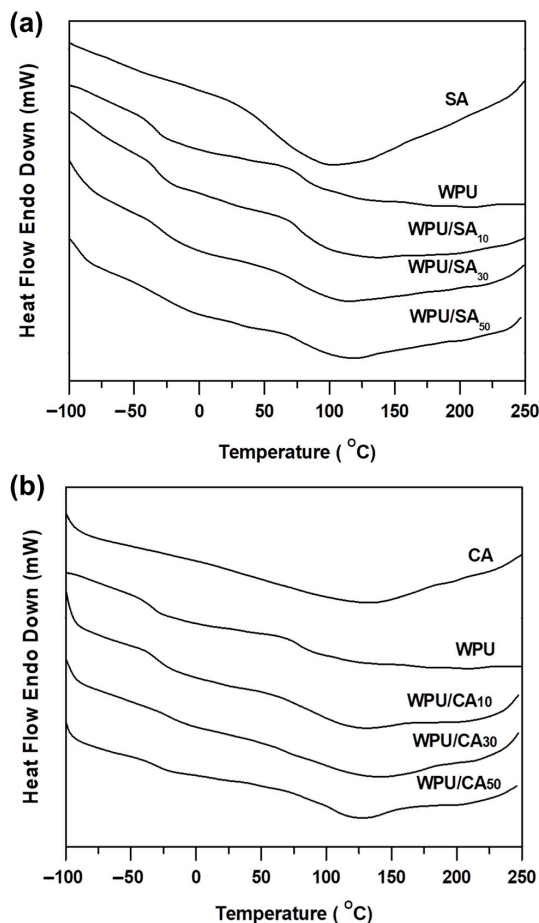 (a)
Heat Flow Endo Down (mW)
SA
WPU
WPU/SA10
WPU/SA30
WPU/SA50
−100 −50 0 50 100 150 200 250
Temperature ( °C)
(b)
Heat Flow Endo Down (mW)
CA
WPU
WPU/CA10
WPU/CA30
WPU/CA50
−100 −50 0 50 100 150 200 250
Temperature ( °C)